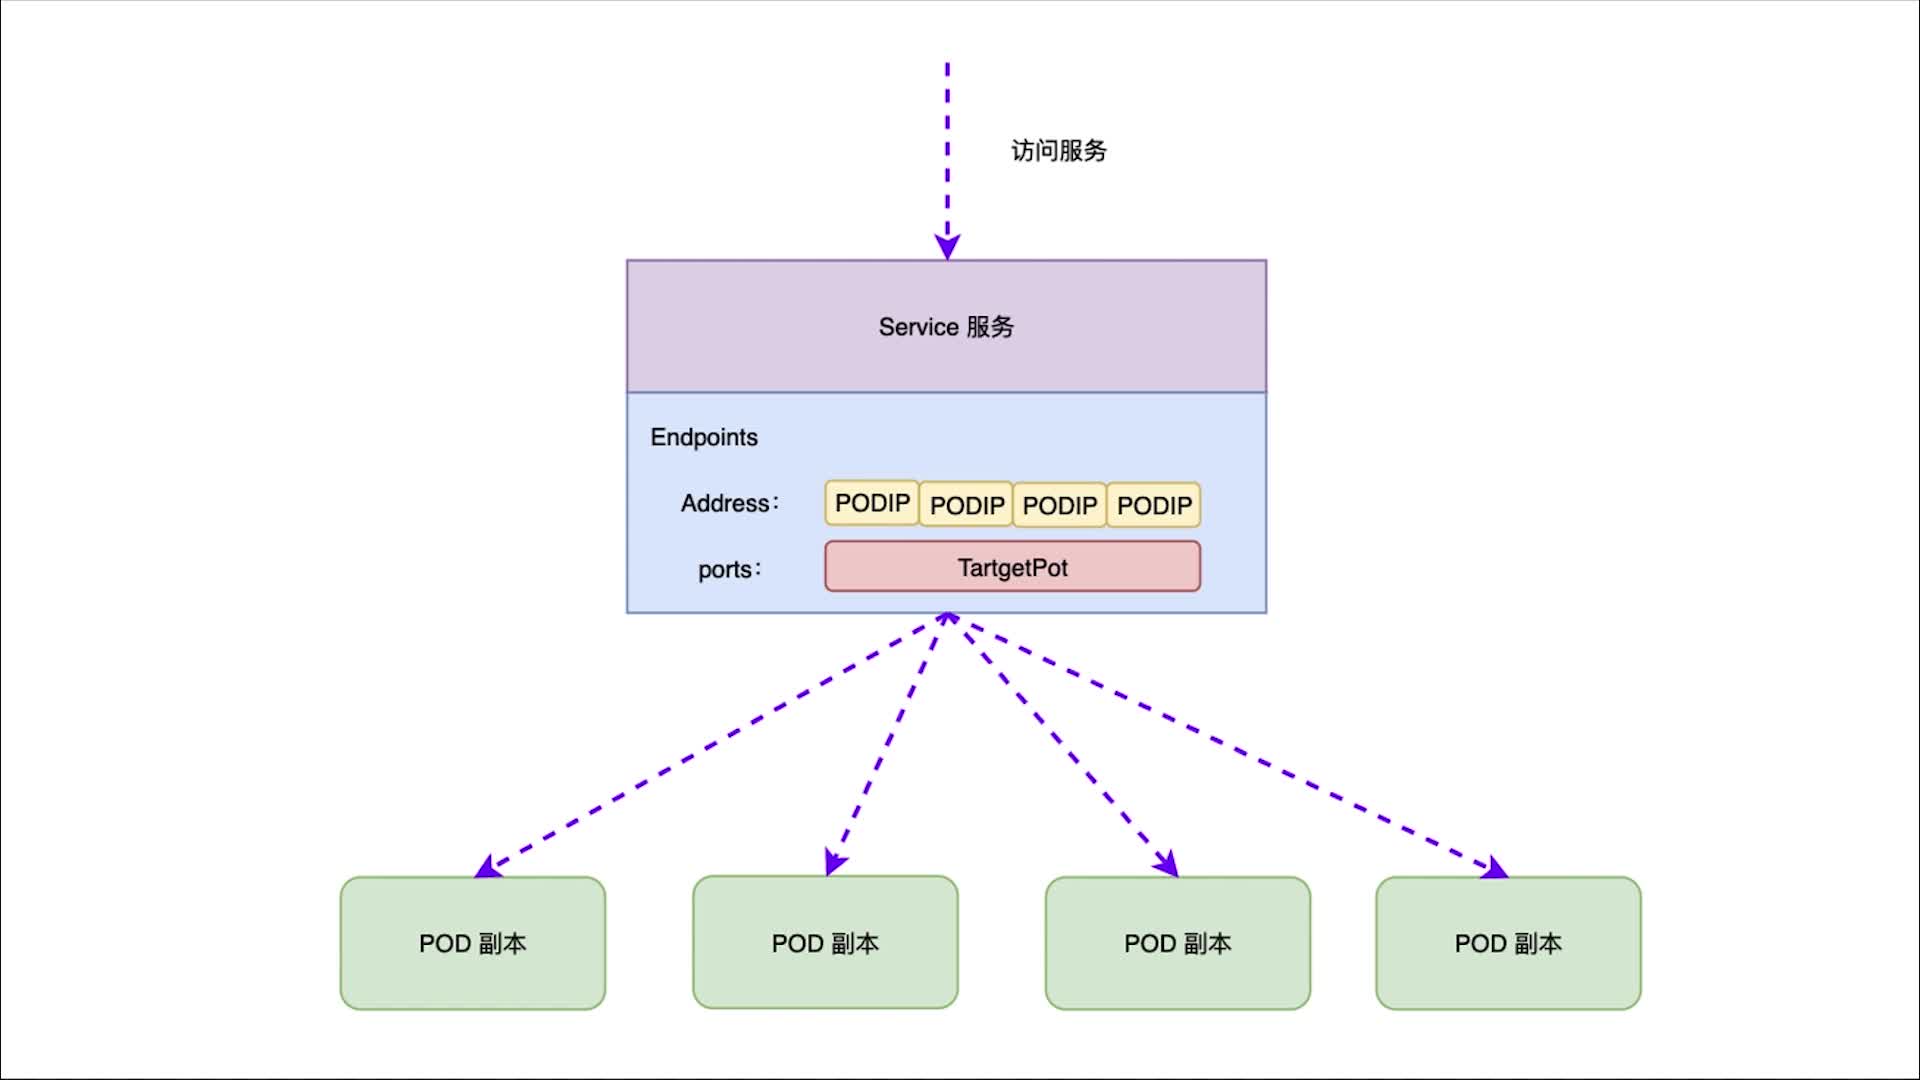 访问服务
Service 服务
Endpoints
Address： PODIP PODIP PODIP PODIP
ports： TartgetPot
POD 副本 POD 副本 POD 副本 POD 副本